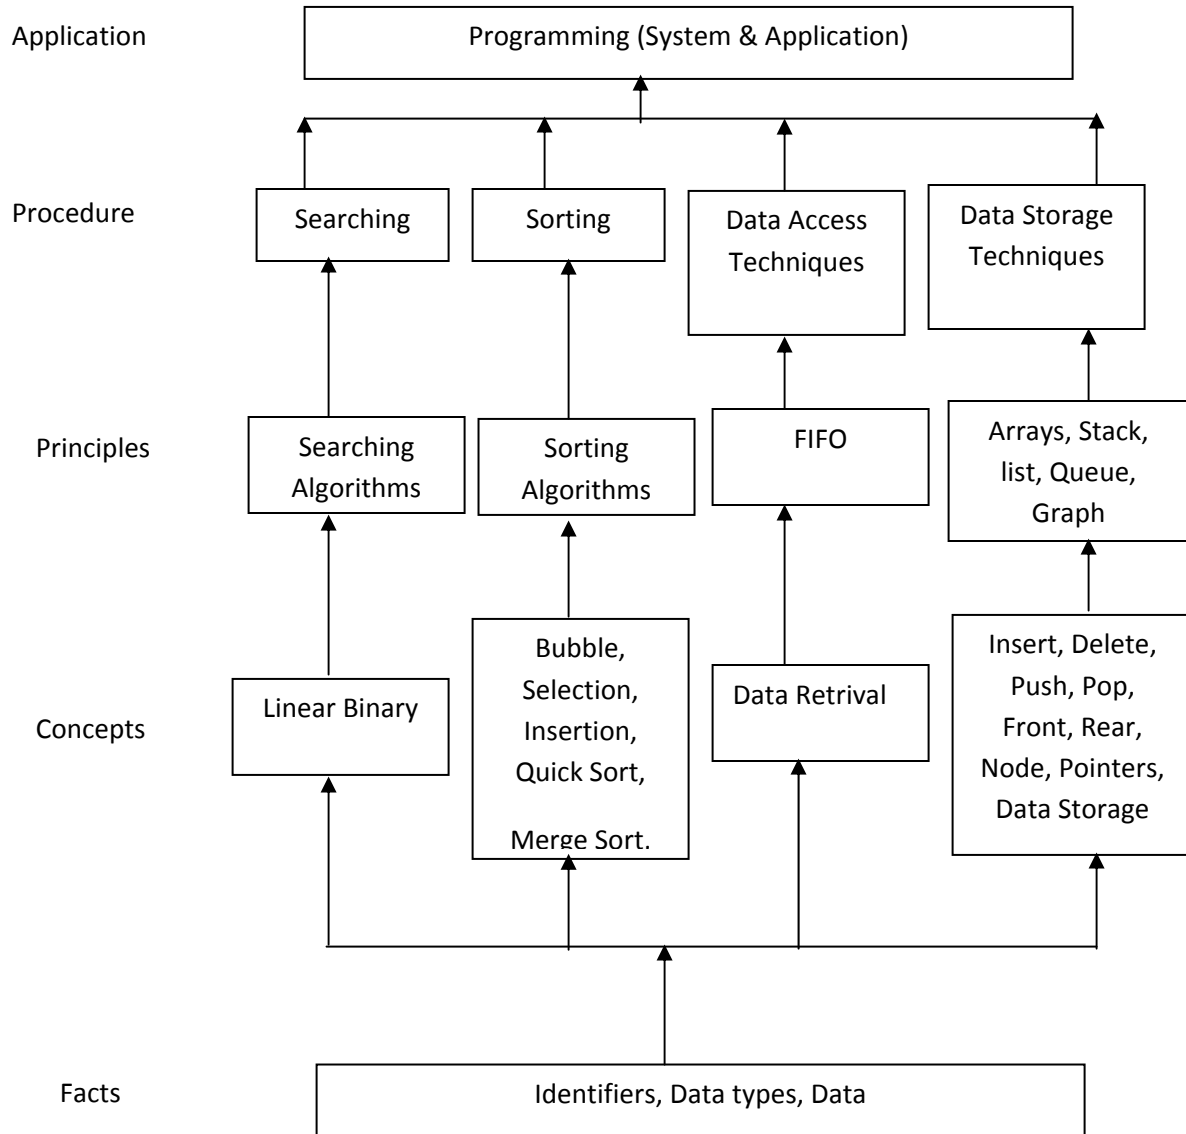 Application
Programming (System & Application)
Procedure
Searching
Sorting
Data Access
Techniques
Data Storage
Techniques
Principles
Searching
Algorithms
Sorting
Algorithms
FIFO
Arrays, Stack,
list, Queue,
Graph
Concepts
Linear Binary
Bubble,
Selection,
Insertion,
Quick Sort,
Merge Sort.
Data Retrival
Insert, Delete,
Push, Pop,
Front, Rear,
Node, Pointers,
Data Storage
Facts
Identifiers, Data types, Data